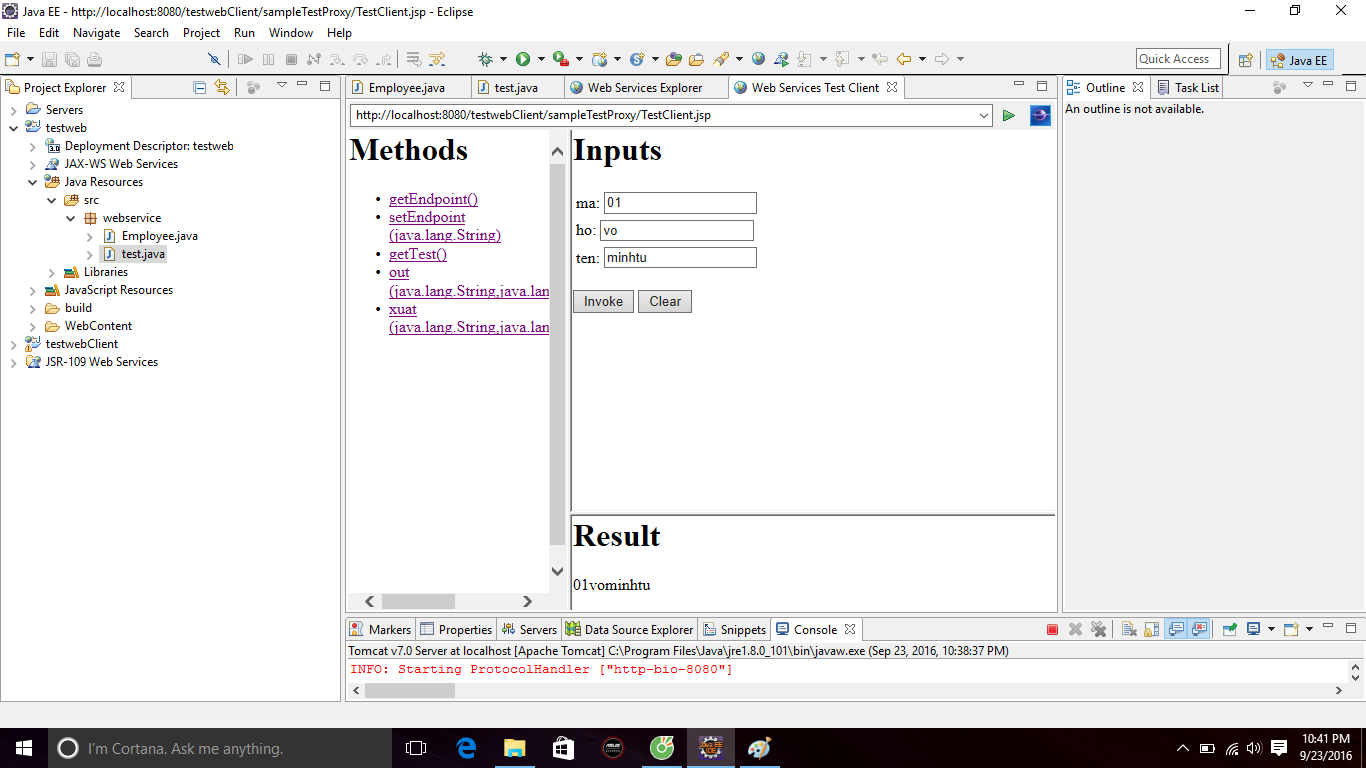 Java EE - http://localhost:8080/testwebClient/sampleTestProxy/TestClient.jsp - Eclipse
File Edit Navigate Search Project Run Window Help
Quick Access
Java EE
Project Explorer
Servers
testweb
3.0 Deployment Descriptor: testweb
JAX-WS Web Services
Java Resources
src
webservice
Employee.java
test.java
Libraries
JavaScript Resources
build
WebContent
testwebClient
JSR-109 Web Services
Employee.java test.java Web Services Explorer Web Services Test Client
http://localhost:8080/testwebClient/sampleTestProxy/TestClient.jsp
Methods
• getEndpoint()
• setEndpoint
(java.lang.String)
• getTest()
• out
(java.lang.String,java.lan
• xuat
(java.lang.String,java.lan
Inputs
ma: 01
ho: vo
ten: minhtu
Invoke Clear
Result
01vominhtu
Outline Task List
An outline is not available.
Markers Properties Servers Data Source Explorer Snippets Console
Tomcat v7.0 Server at localhost [Apache Tomcat] C:\Program Files\Java\jre1.8.0_101\bin\javaw.exe (Sep 23, 2016, 10:38:37 PM)
INFO: Starting ProtocolHandler ["http-bio-8080"]
I'm Cortana. Ask me anything.
10:41 PM
9/23/2016